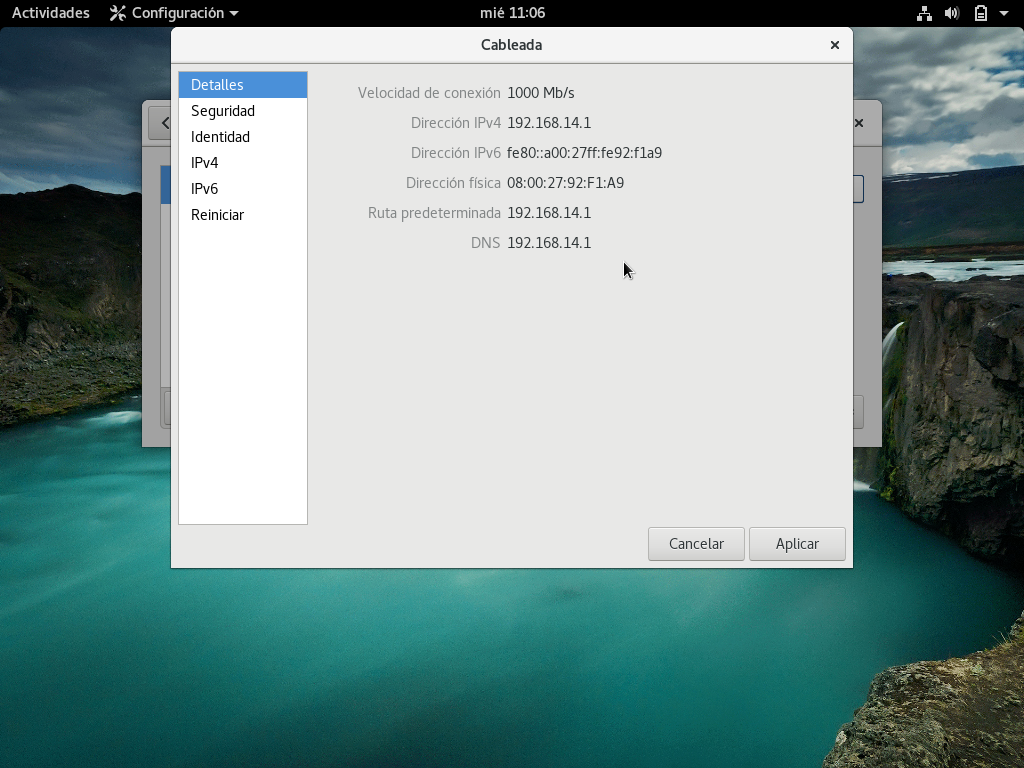 Actividades Configuración mié 11:06
Cableada
Detalles
Seguridad
Identidad
IPv4
IPv6
Reiniciar
Velocidad de conexión 1000 Mb/s
Dirección IPv4 192.168.14.1
Dirección IPv6 fe80::a00:27ff:fe92:f1a9
Dirección física 08:00:27:92:F1:A9
Ruta predeterminada 192.168.14.1
DNS 192.168.14.1
Cancelar Aplicar